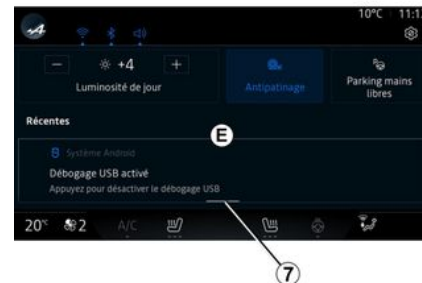 10°C 11:1
− +4 +
Luminosité de jour
Antipatinage
Parking mains
libres
Récentes
E
Système Android
Débogage USB activé
Appuyez pour désactiver le débogage USB
20°C 2 A/C
7